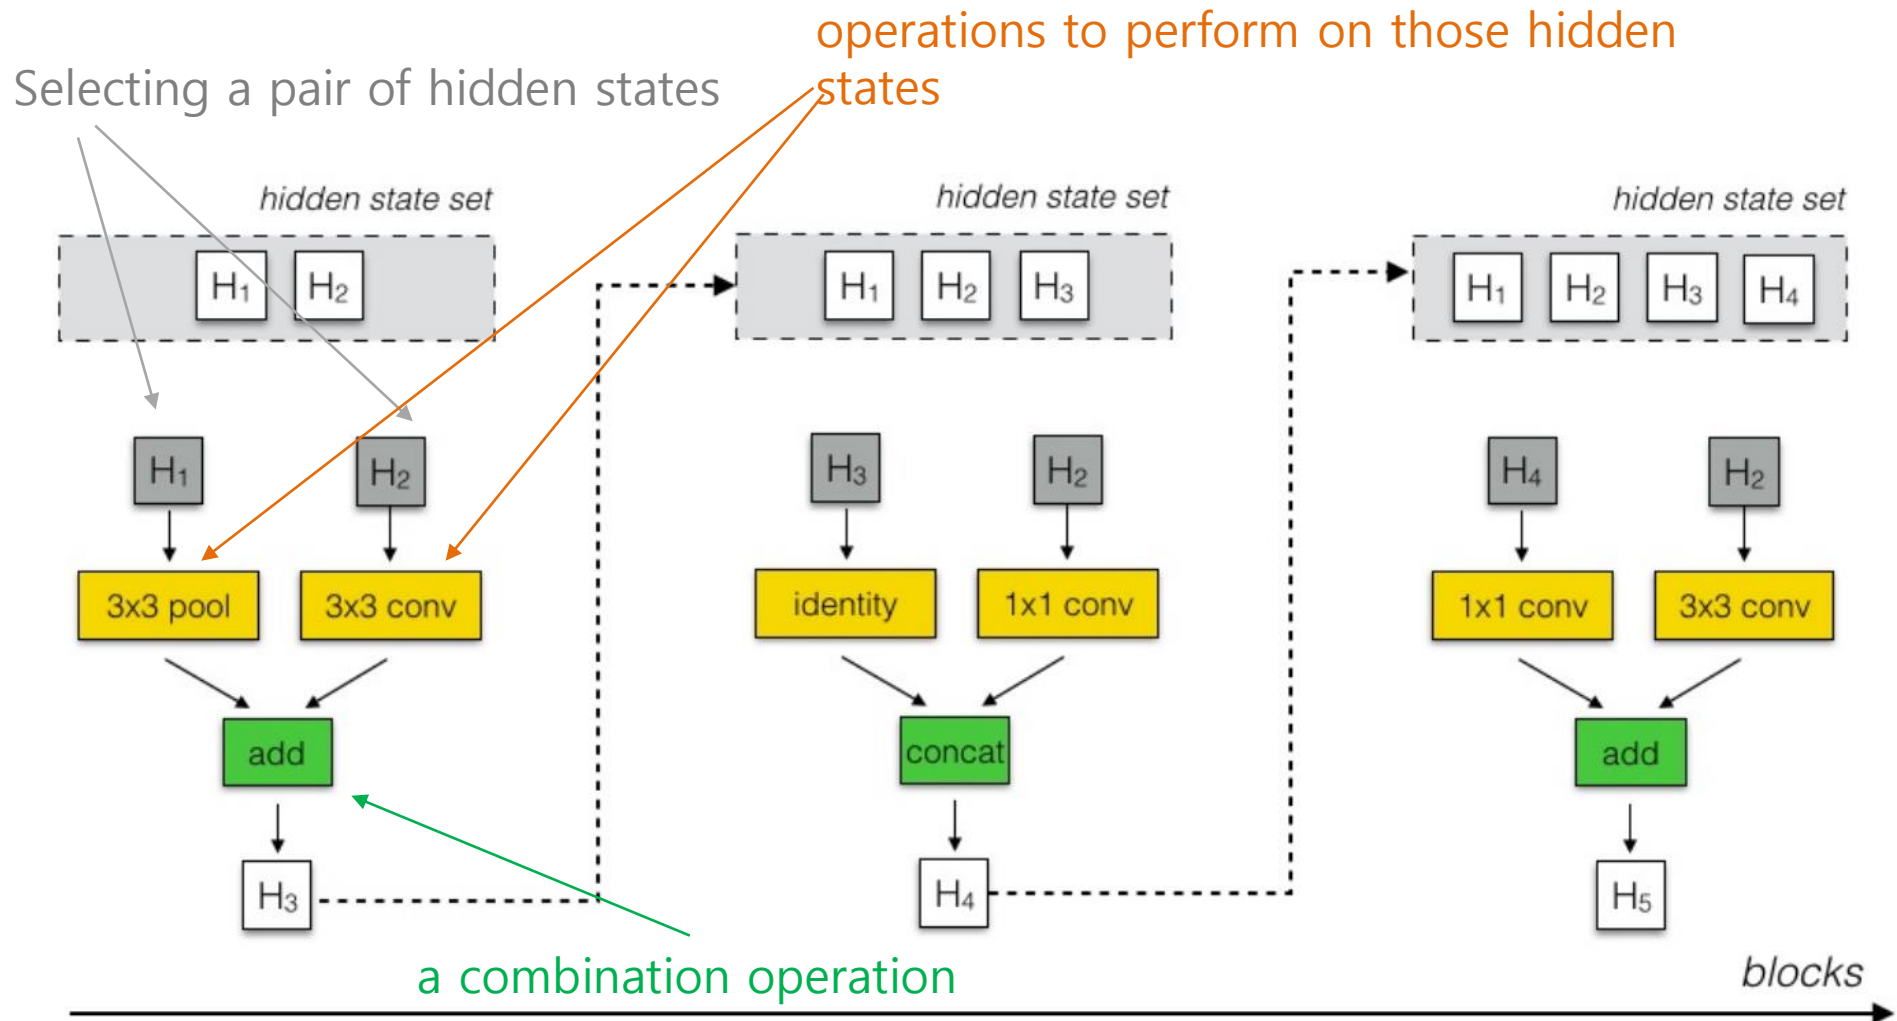 operations to perform on those hidden
states
Selecting a pair of hidden states
hidden state set
H₁ H₂
hidden state set
H₁ H₂ H₃
hidden state set
H₁ H₂ H₃ H₄
H₁ H₂
H₃ H₂
H₄ H₂
3x3 pool 3x3 conv
identity 1x1 conv
1x1 conv 3x3 conv
add
concat
add
H₃
H₄
H₅
a combination operation
blocks